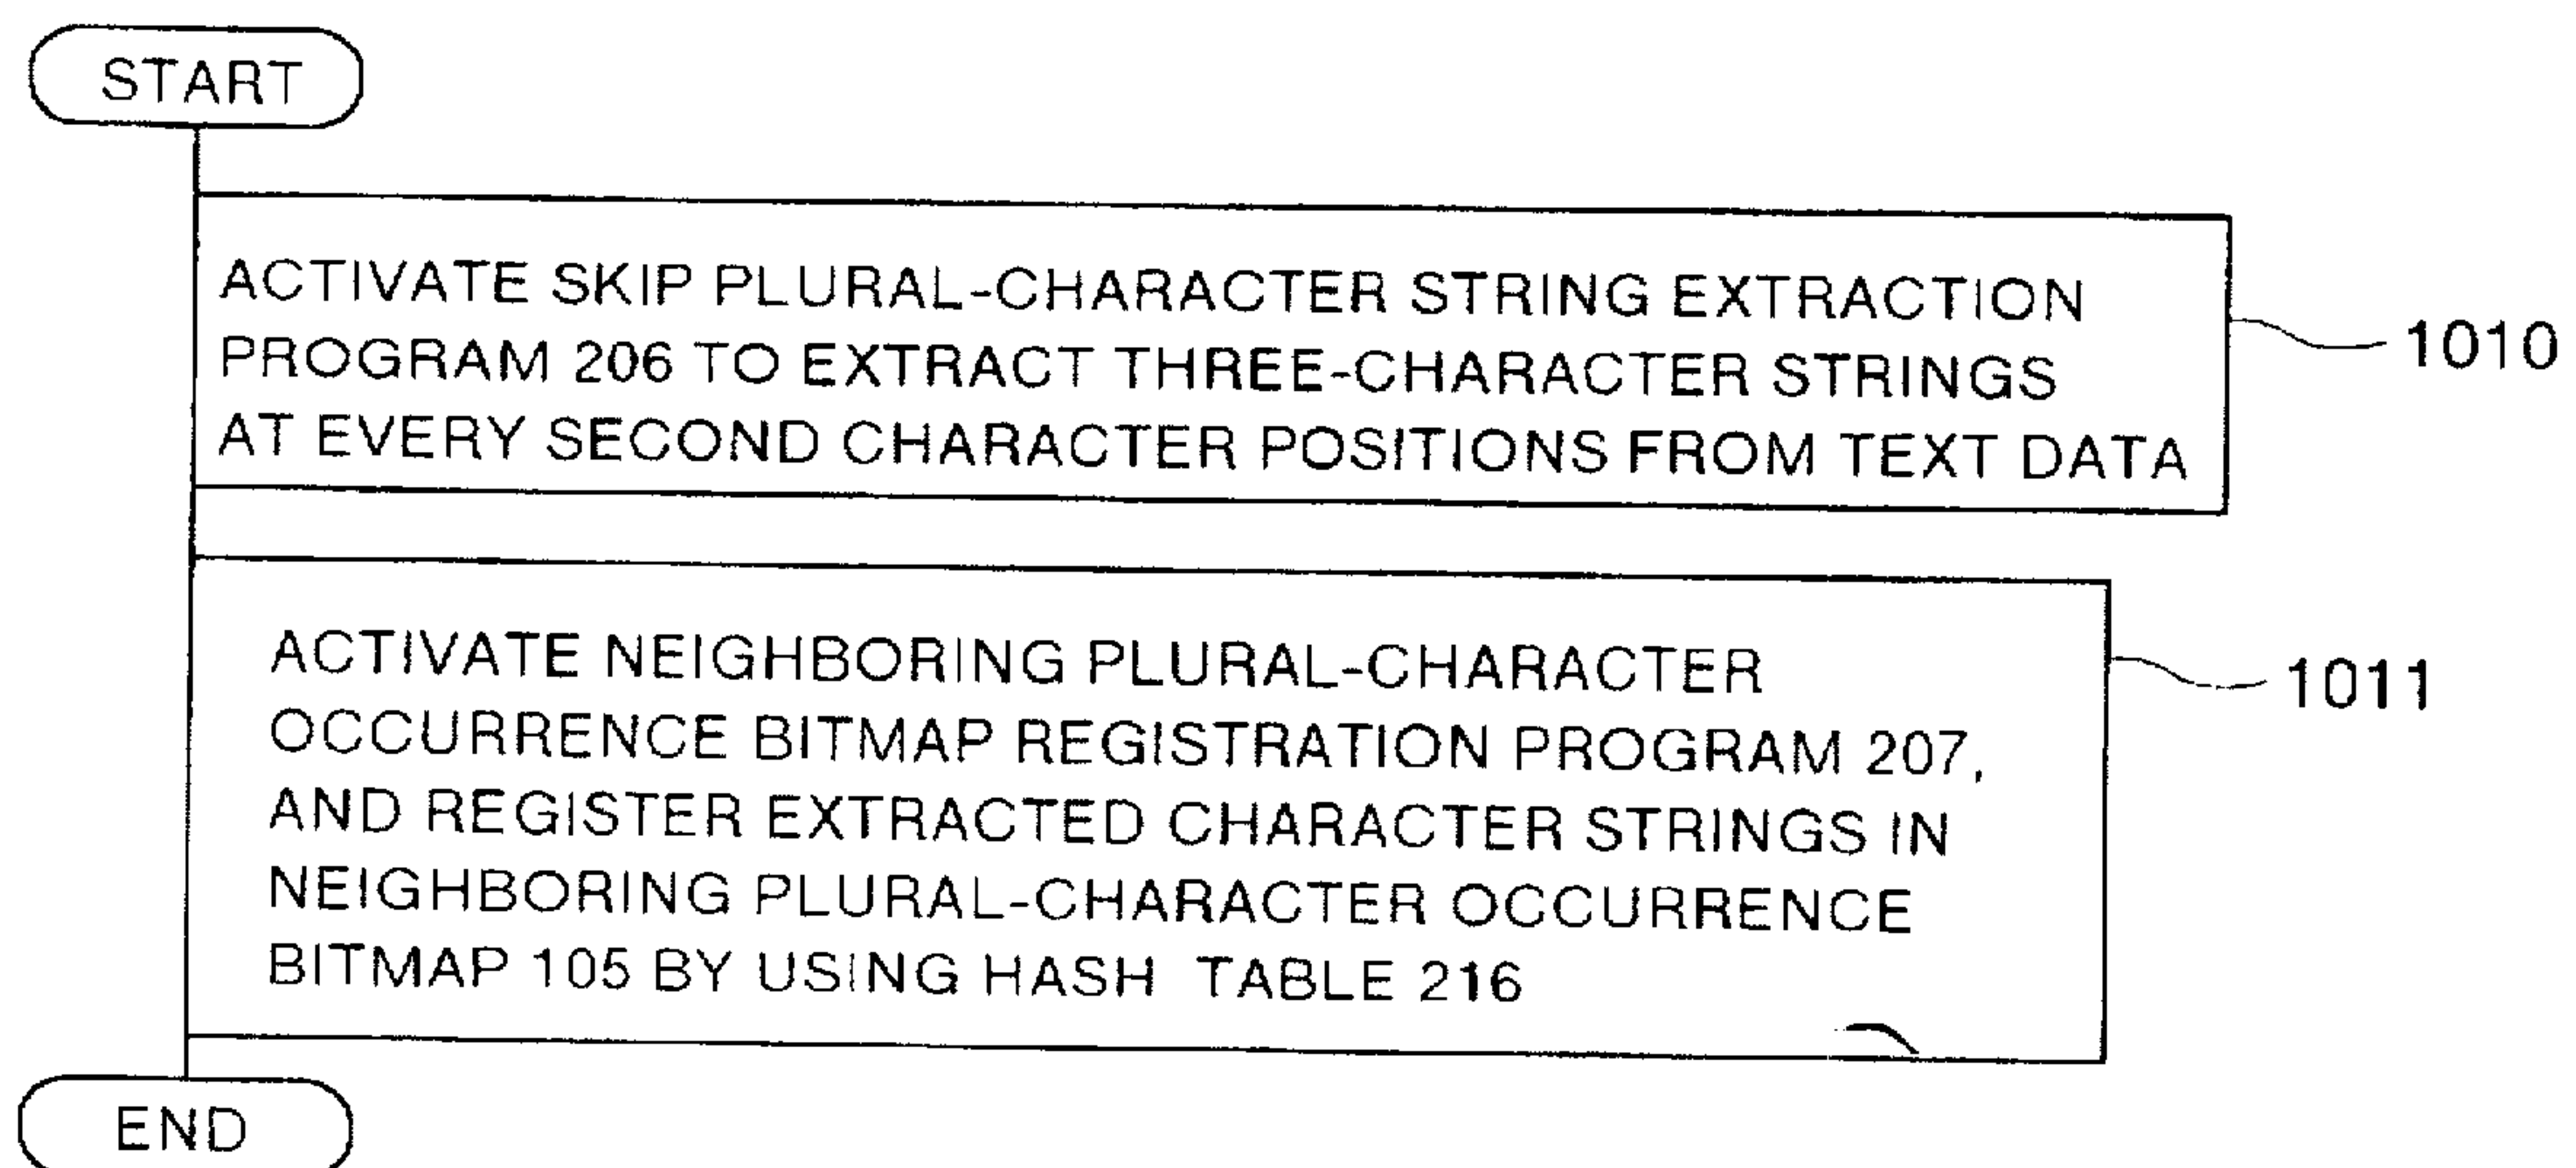 START
ACTIVATE SKIP PLURAL-CHARACTER STRING EXTRACTION
PROGRAM 206 TO EXTRACT THREE-CHARACTER STRINGS
AT EVERY SECOND CHARACTER POSITIONS FROM TEXT DATA
1010
ACTIVATE NEIGHBORING PLURAL-CHARACTER
OCCURRENCE BITMAP REGISTRATION PROGRAM 207,
AND REGISTER EXTRACTED CHARACTER STRINGS IN
NEIGHBORING PLURAL-CHARACTER OCCURRENCE
BITMAP 105 BY USING HASH TABLE 216
1011
END